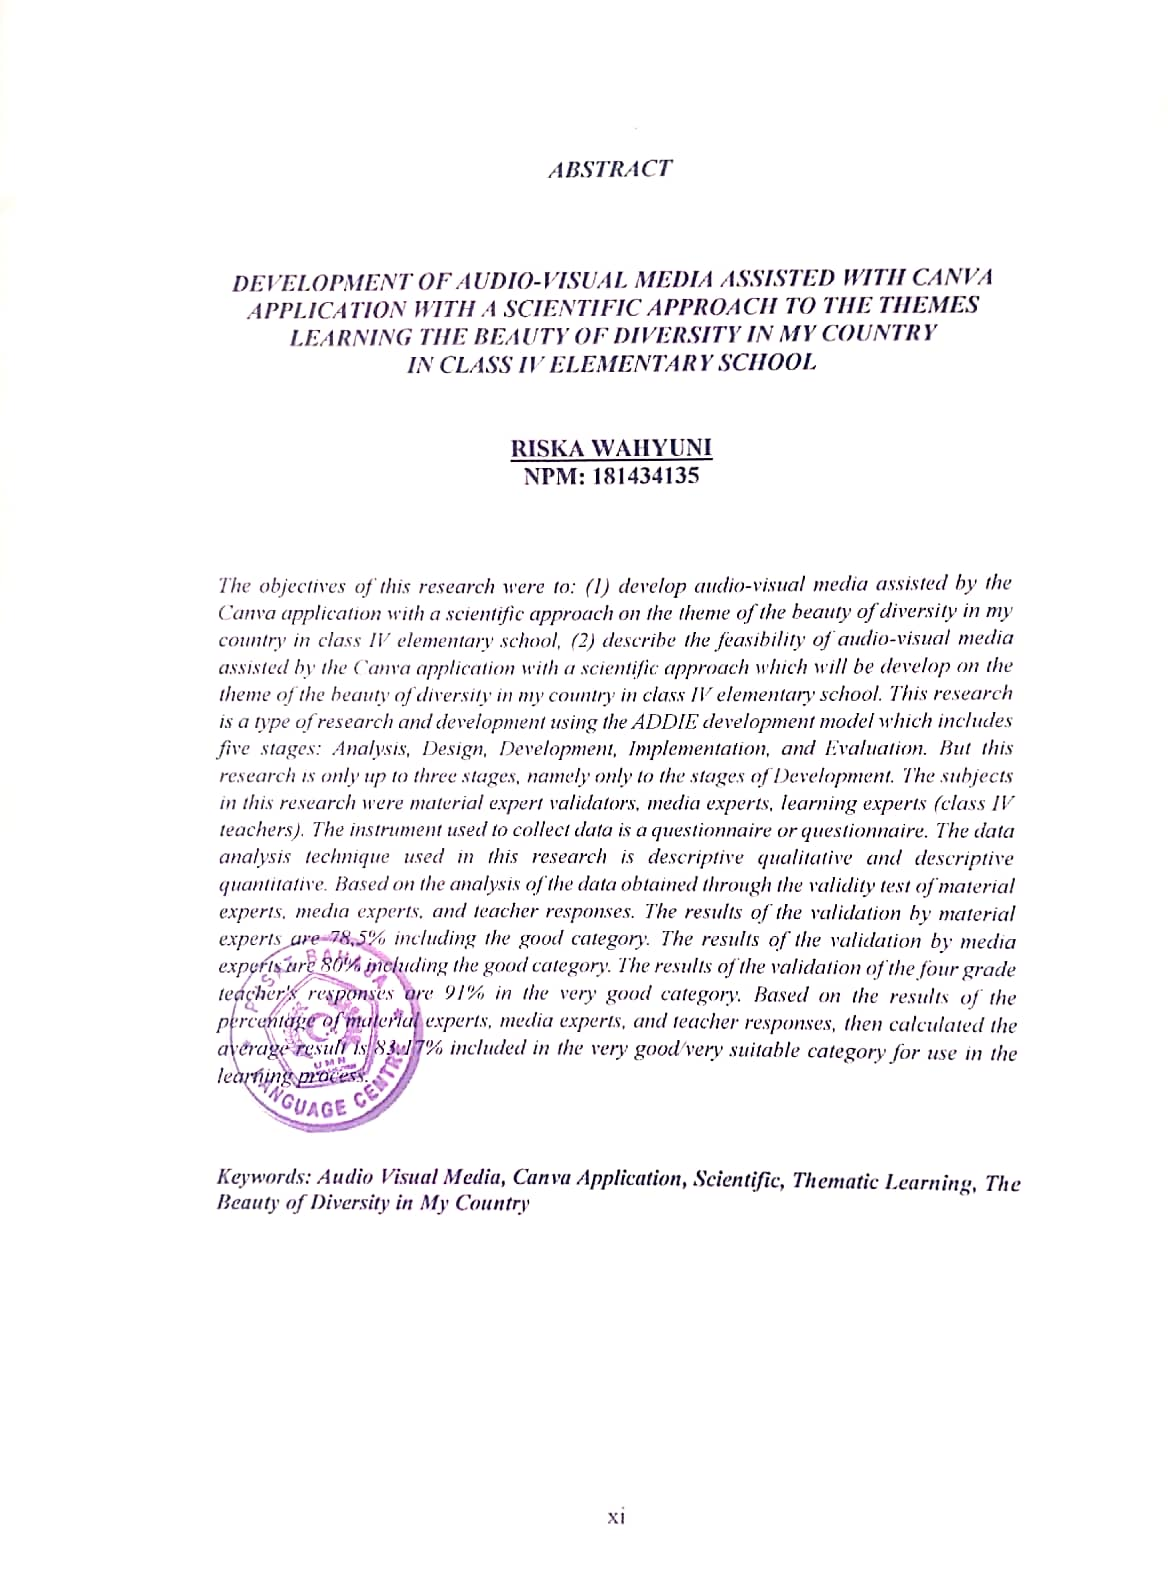 ABSTRACT
DEVELOPMENT OF AUDIO-VISUAL MEDIA ASSISTED WITH CANVA
APPLICATION WITH A SCIENTIFIC APPROACH TO THE THEMES
LEARNING THE BEAUTY OF DIVERSITY IN MY COUNTRY
IN CLASS IV ELEMENTARY SCHOOL
RISKA WAHYUNI
NPM: 181434135
The objectives of this research were to: (1) develop audio-visual media assisted by the
Canva application with a scientific approach on the theme of the beauty of diversity in my
country in class IV elementary school, (2) describe the feasibility of audio-visual media
assisted by the Canva application with a scientific approach which will be develop on the
theme of the beauty of diversity in my country in class IV elementary school. This research
is a type of research and development using the ADDIE development model which includes
five stages: Analysis, Design, Development, Implementation, and Evaluation. But this
research is only up to three stages, namely only to the stages of Development. The subjects
in this research were material expert validators, media experts, learning experts (class IV
teachers). The instrument used to collect data is a questionnaire or questionnaire. The data
analysis technique used in this research is descriptive qualitative and descriptive
quantitative. Based on the analysis of the data obtained through the validity test of material
experts, media experts, and teacher responses. The results of the validation by material
experts are 78,5% including the good category. The results of the validation by media
experts are 80% including the good category. The results of the validation of the four grade
teacher's responses are 91% in the very good category. Based on the results of the
percentage of material experts, media experts, and teacher responses, then calculated the
average result is 83,17% included in the very good/very suitable category for use in the
learning process.
PUSAT BAHASA
UMN
LANGUAGE CENTRE
Keywords: Audio Visual Media, Canva Application, Scientific, Thematic Learning, The
Beauty of Diversity in My Country
xi